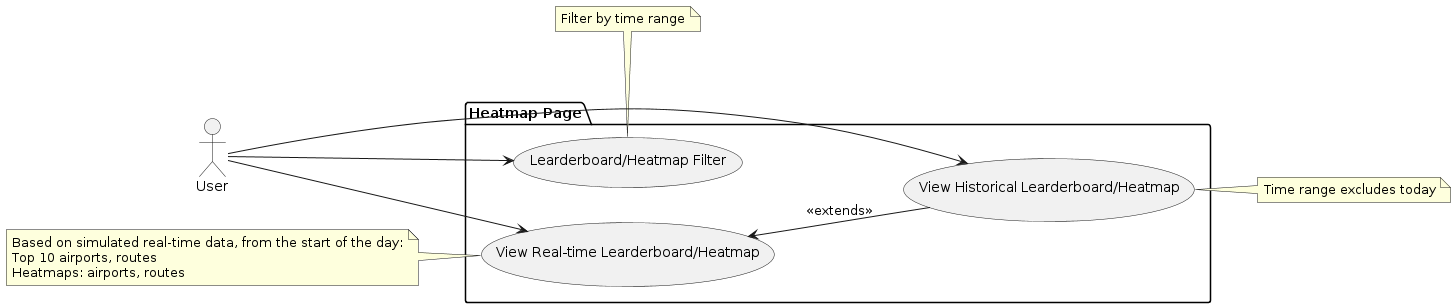 Filter by time range
Heatmap Page
Learderboard/Heatmap Filter
User
View Historical Learderboard/Heatmap
Time range excludes today
«extends»
Based on simulated real-time data, from the start of the day:
Top 10 airports, routes
Heatmaps: airports, routes
View Real-time Learderboard/Heatmap